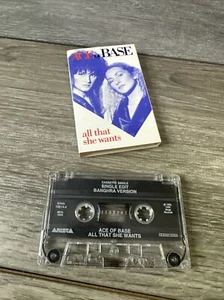 ACE of BASE
all that
she wants
CASSETTE SINGLE
SINGLE EDIT
BANGHRA VERSION
ARISTA
ACE OF BASE
ALL THAT SHE WANTS